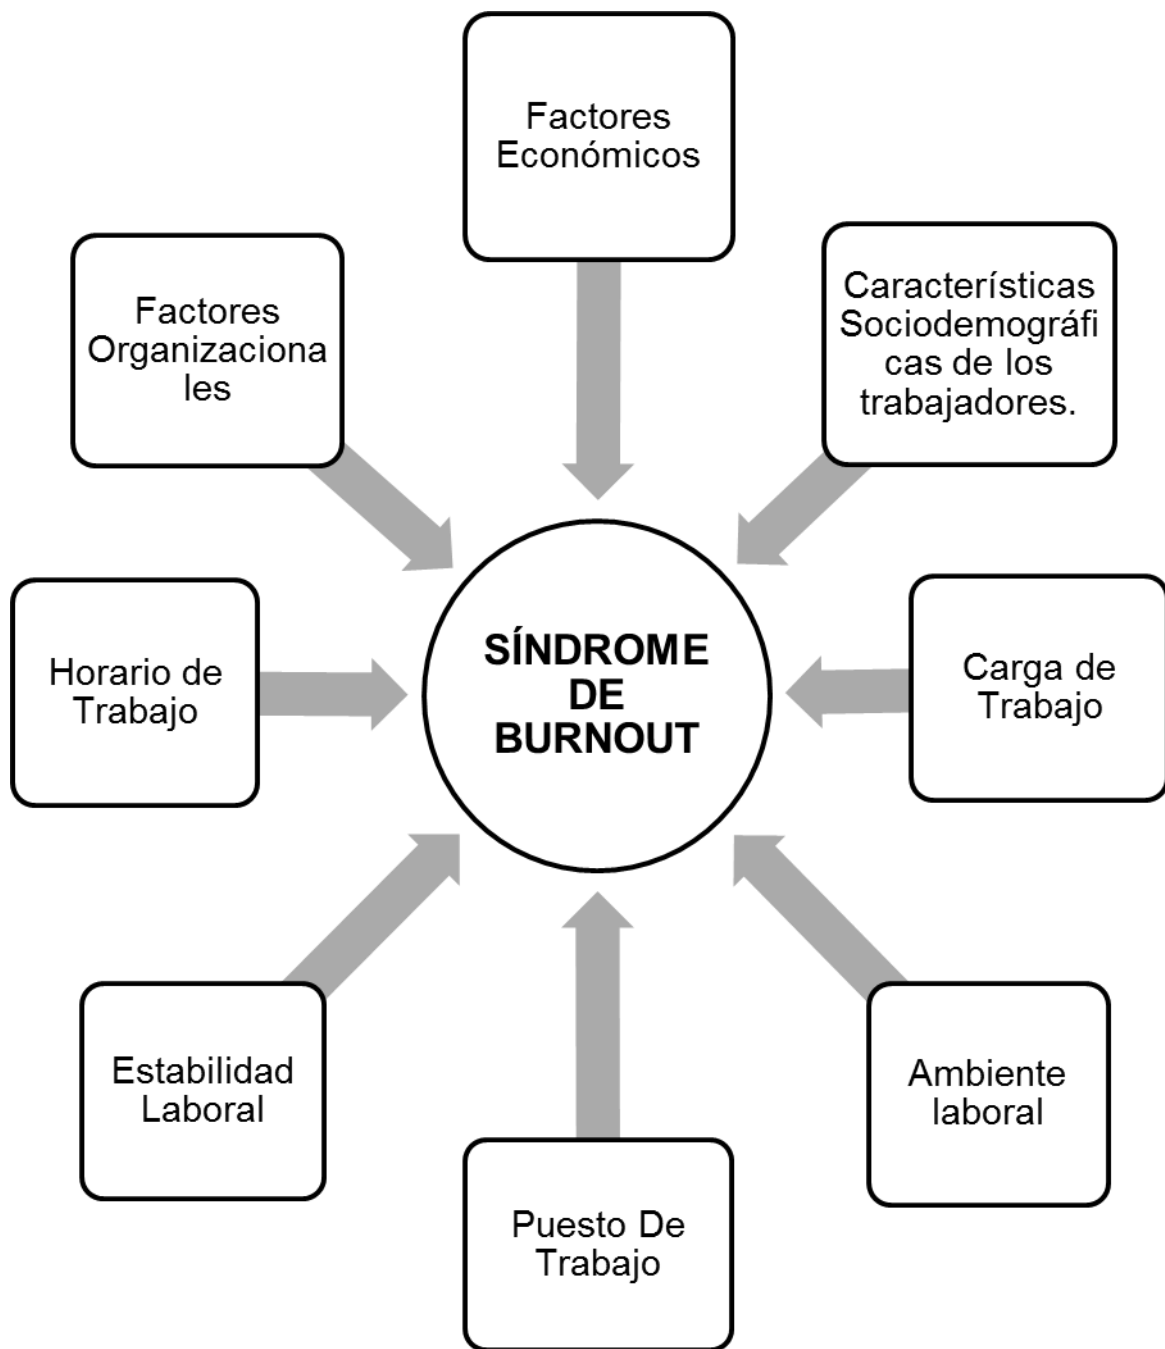 Factores
Económicos
Factores
Organizaciona
les
Características
Sociodemográfi
cas de los
trabajadores.
Horario de
Trabajo
SÍNDROME
DE
BURNOUT
Carga de
Trabajo
Estabilidad
Laboral
Ambiente
laboral
Puesto De
Trabajo